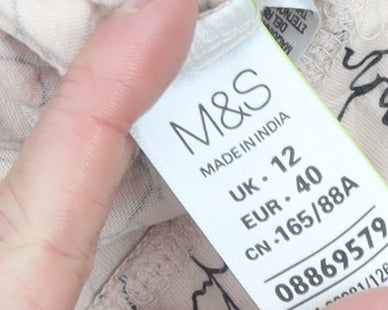 M&S
MADE IN INDIA
UK · 12
EUR · 40
CN · 165/88A
08869579